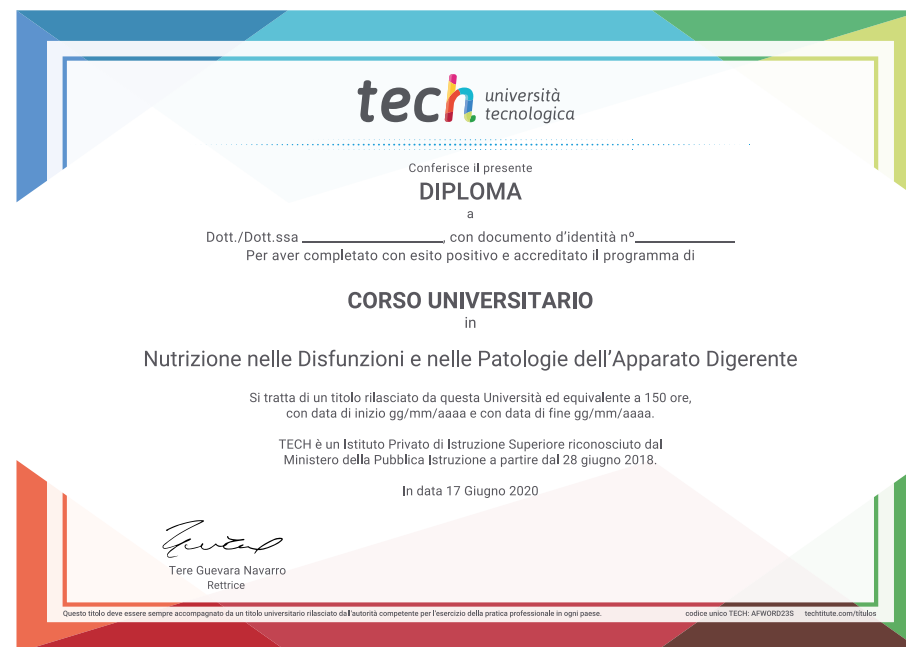 tech università
tecnologica
Conferisce il presente
DIPLOMA
a
Dott./Dott.ssa ____________________, con documento d'identità nº______________
Per aver completato con esito positivo e accreditato il programma di
CORSO UNIVERSITARIO
in
Nutrizione nelle Disfunzioni e nelle Patologie dell'Apparato Digerente
Si tratta di un titolo rilasciato da questa Università ed equivalente a 150 ore,
con data di inizio gg/mm/aaaa e con data di fine gg/mm/aaaa.
TECH è un Istituto Privato di Istruzione Superiore riconosciuto dal
Ministero della Pubblica Istruzione a partire dal 28 giugno 2018.
In data 17 Giugno 2020
Tere Guevara Navarro
Rettrice
Questo titolo deve essere sempre accompagnato da un titolo universitario rilasciato dall'autorità competente per l'esercizio della pratica professionale in ogni paese. codice unico TECH: AFWORD23S techtitute.com/titulos